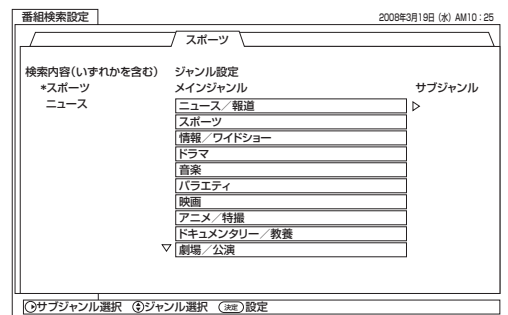 番組検索設定
2008年3月19日 (水) AM10：25
スポーツ
検索内容(いずれかを含む)
ジャンル設定
*スポーツ
メインジャンル
サブジャンル
ニュース
ニュース／報道
▷
スポーツ
情報／ワイドショー
ドラマ
音楽
バラエティ
映画
アニメ／特撮
ドキュメンタリー／教養
▽ 劇場／公演
サブジャンル選択 ジャンル選択 決定 設定